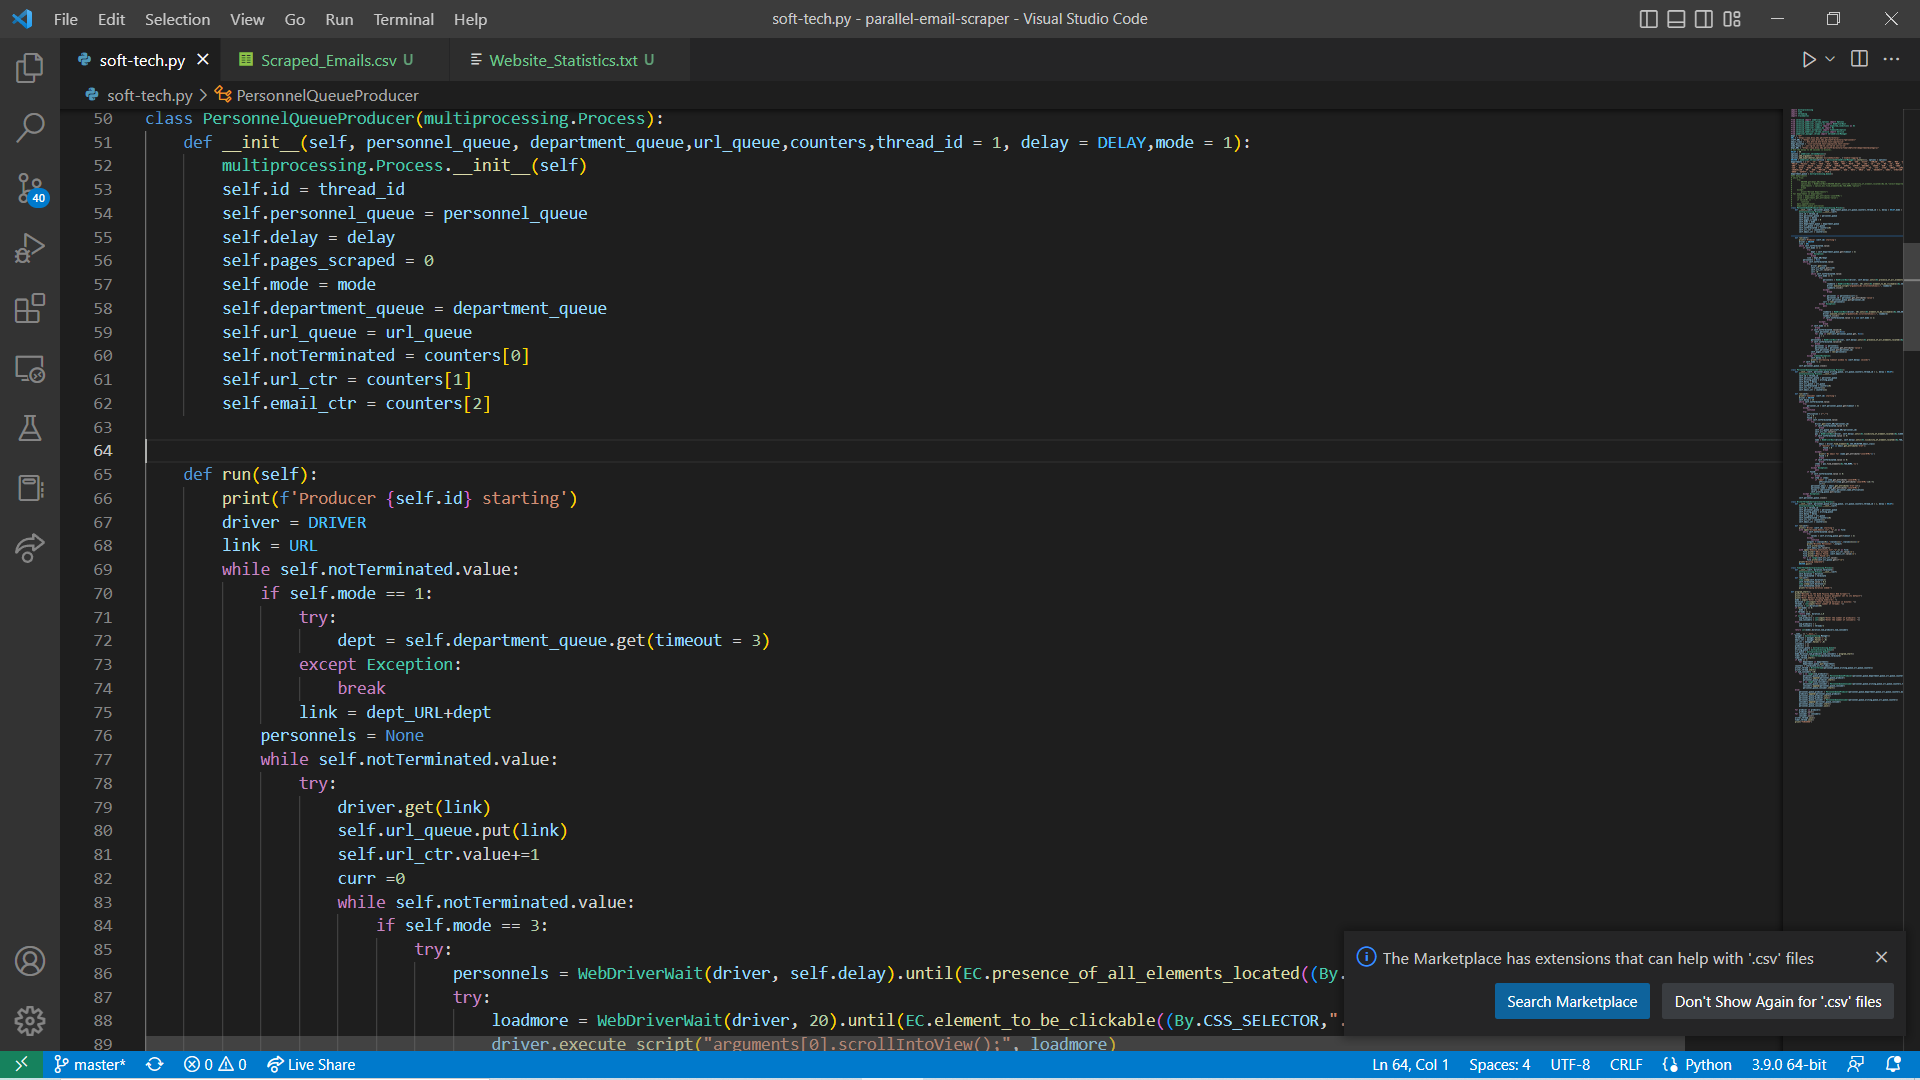 File Edit Selection View Go Run Terminal Help
soft-tech.py - parallel-email-scraper - Visual Studio Code
soft-tech.py
Scraped_Emails.csv U
Website_Statistics.txt U
soft-tech.py > PersonnelQueueProducer
50 class PersonnelQueueProducer(multiprocessing.Process):
51 def __init__(self, personnel_queue, department_queue,url_queue,counters,thread_id = 1, delay = DELAY,mode = 1):
52 multiprocessing.Process.__init__(self)
53 self.id = thread_id
54 self.personnel_queue = personnel_queue
55 self.delay = delay
56 self.pages_scraped = 0
57 self.mode = mode
58 self.department_queue = department_queue
59 self.url_queue = url_queue
60 self.notTerminated = counters[0]
61 self.url_ctr = counters[1]
62 self.email_ctr = counters[2]
63
64
65 def run(self):
66 print(f'Producer {self.id} starting')
67 driver = DRIVER
68 link = URL
69 while self.notTerminated.value:
70 if self.mode == 1:
71 try:
72 dept = self.department_queue.get(timeout = 3)
73 except Exception:
74 break
75 link = dept_URL+dept
76 personnels = None
77 while self.notTerminated.value:
78 try:
79 driver.get(link)
80 self.url_queue.put(link)
81 self.url_ctr.value+=1
82 curr =0
83 while self.notTerminated.value:
84 if self.mode == 3:
85 try:
86 personnels = WebDriverWait(driver, self.delay).until(EC.presence_of_all_elements_located((By.
87 try:
88 loadmore = WebDriverWait(driver, 20).until(EC.element_to_be_clickable((By.CSS_SELECTOR,".
89 driver.execute_script("arguments[0].scrollIntoView();", loadmore)
40
The Marketplace has extensions that can help with '.csv' files
Search Marketplace
Don't Show Again for '.csv' files
master*
0 0
Live Share
Ln 64, Col 1
Spaces: 4
UTF-8
CRLF
Python
3.9.0 64-bit